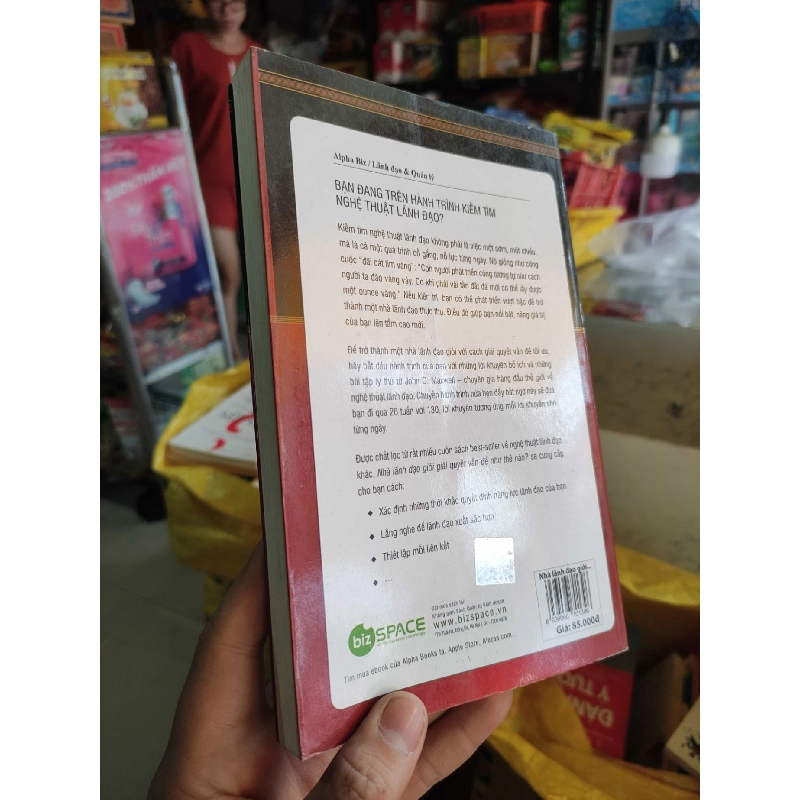 Alpha Biz / Lãnh đạo & Quản lý
BẠN ĐANG TRÊN HÀNH TRÌNH KIẾM TÌM
NGHỆ THUẬT LÃNH ĐẠO?
Kiếm tìm nghệ thuật lãnh đạo không phải là việc một sớm, một chiều,
mà là cả một quá trình cố gắng, nỗ lực từng ngày. Nó giống như công
cuộc "đãi cát tìm vàng": "Con người phát triển cũng tương tự như cách
người ta đào vàng vậy. Có khi phải vài tấn đất đá mới có thể lấy được
một ounce vàng." Nếu kiên trì, bạn có thể phát triển vượt bậc để trở
thành một nhà lãnh đạo thực thụ. Điều đó giúp bạn nổi bật, nâng giá trị
của bạn lên tầm cao mới.
Để trở thành một nhà lãnh đạo giỏi với cách giải quyết vấn đề tối ưu,
hãy bắt đầu hành trình của bạn với những lời khuyên bổ ích và những
bài tập lý thú từ John C. Maxwell – chuyên gia hàng đầu thế giới về
nghệ thuật lãnh đạo. Chuyến hành trình hứa hẹn đầy bất ngờ này sẽ đưa
bạn đi qua 26 tuần với 130 lời khuyên tương ứng mỗi lời khuyên cho
từng ngày.
Được chắt lọc từ rất nhiều cuốn sách best-seller về nghệ thuật lãnh đạo
khác, Nhà lãnh đạo giỏi giải quyết vấn đề như thế nào? sẽ cung cấp
cho bạn cách:
Xác định những thời khắc quyết định năng lực lãnh đạo của bạn
Lắng nghe để lãnh đạo xuất sắc hơn
Thiết lập mối liên kết
...
biz SPACE
www.bizspace.vn
Tìm mua ebook của Alpha Books tại Apple Store, Alezaa.com...
Nhà lãnh đạo giỏi...
Giá: 85.000đ